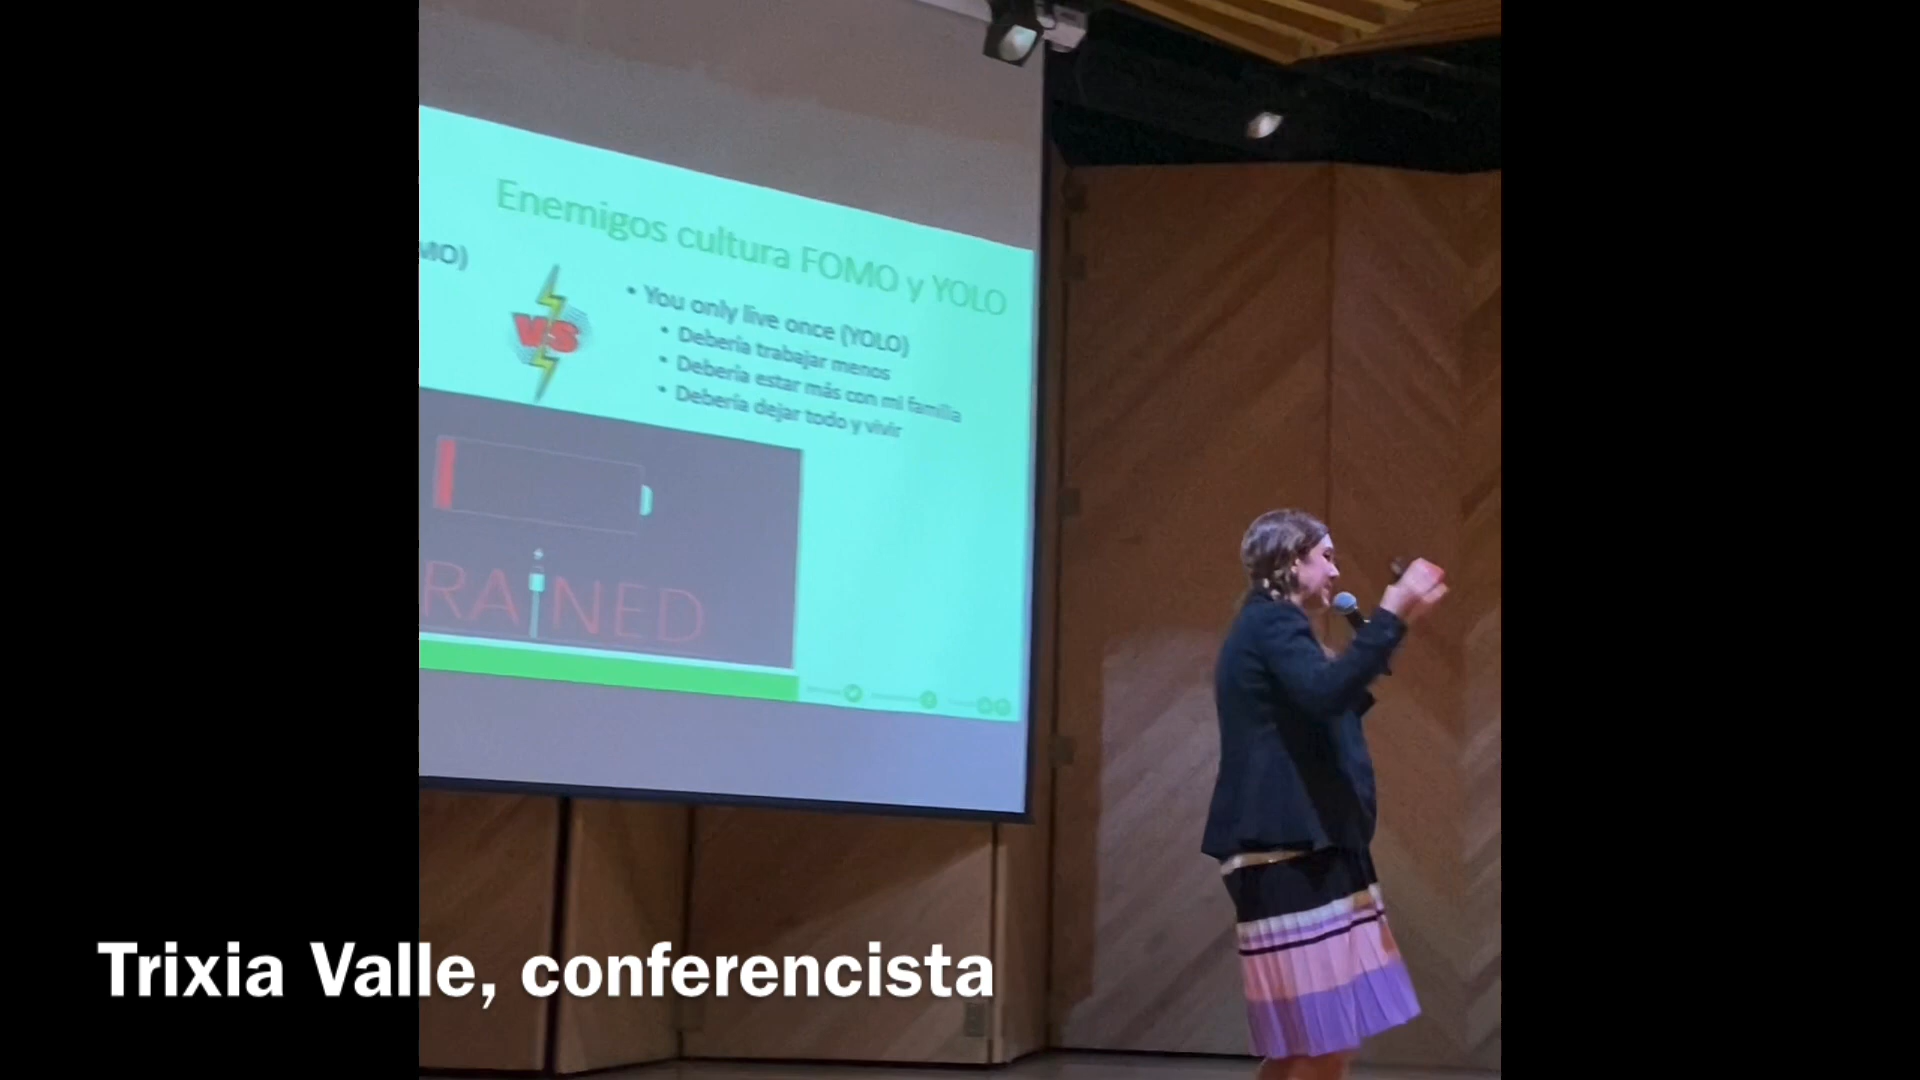 Enemigos cultura FOMO y YOLO
MO)
VS
• You only live once (YOLO)
• Debería trabajar menos
• Debería estar más con mi familia
• Debería dejar todo y vivir
RAINED
Trixia Valle, conferencista